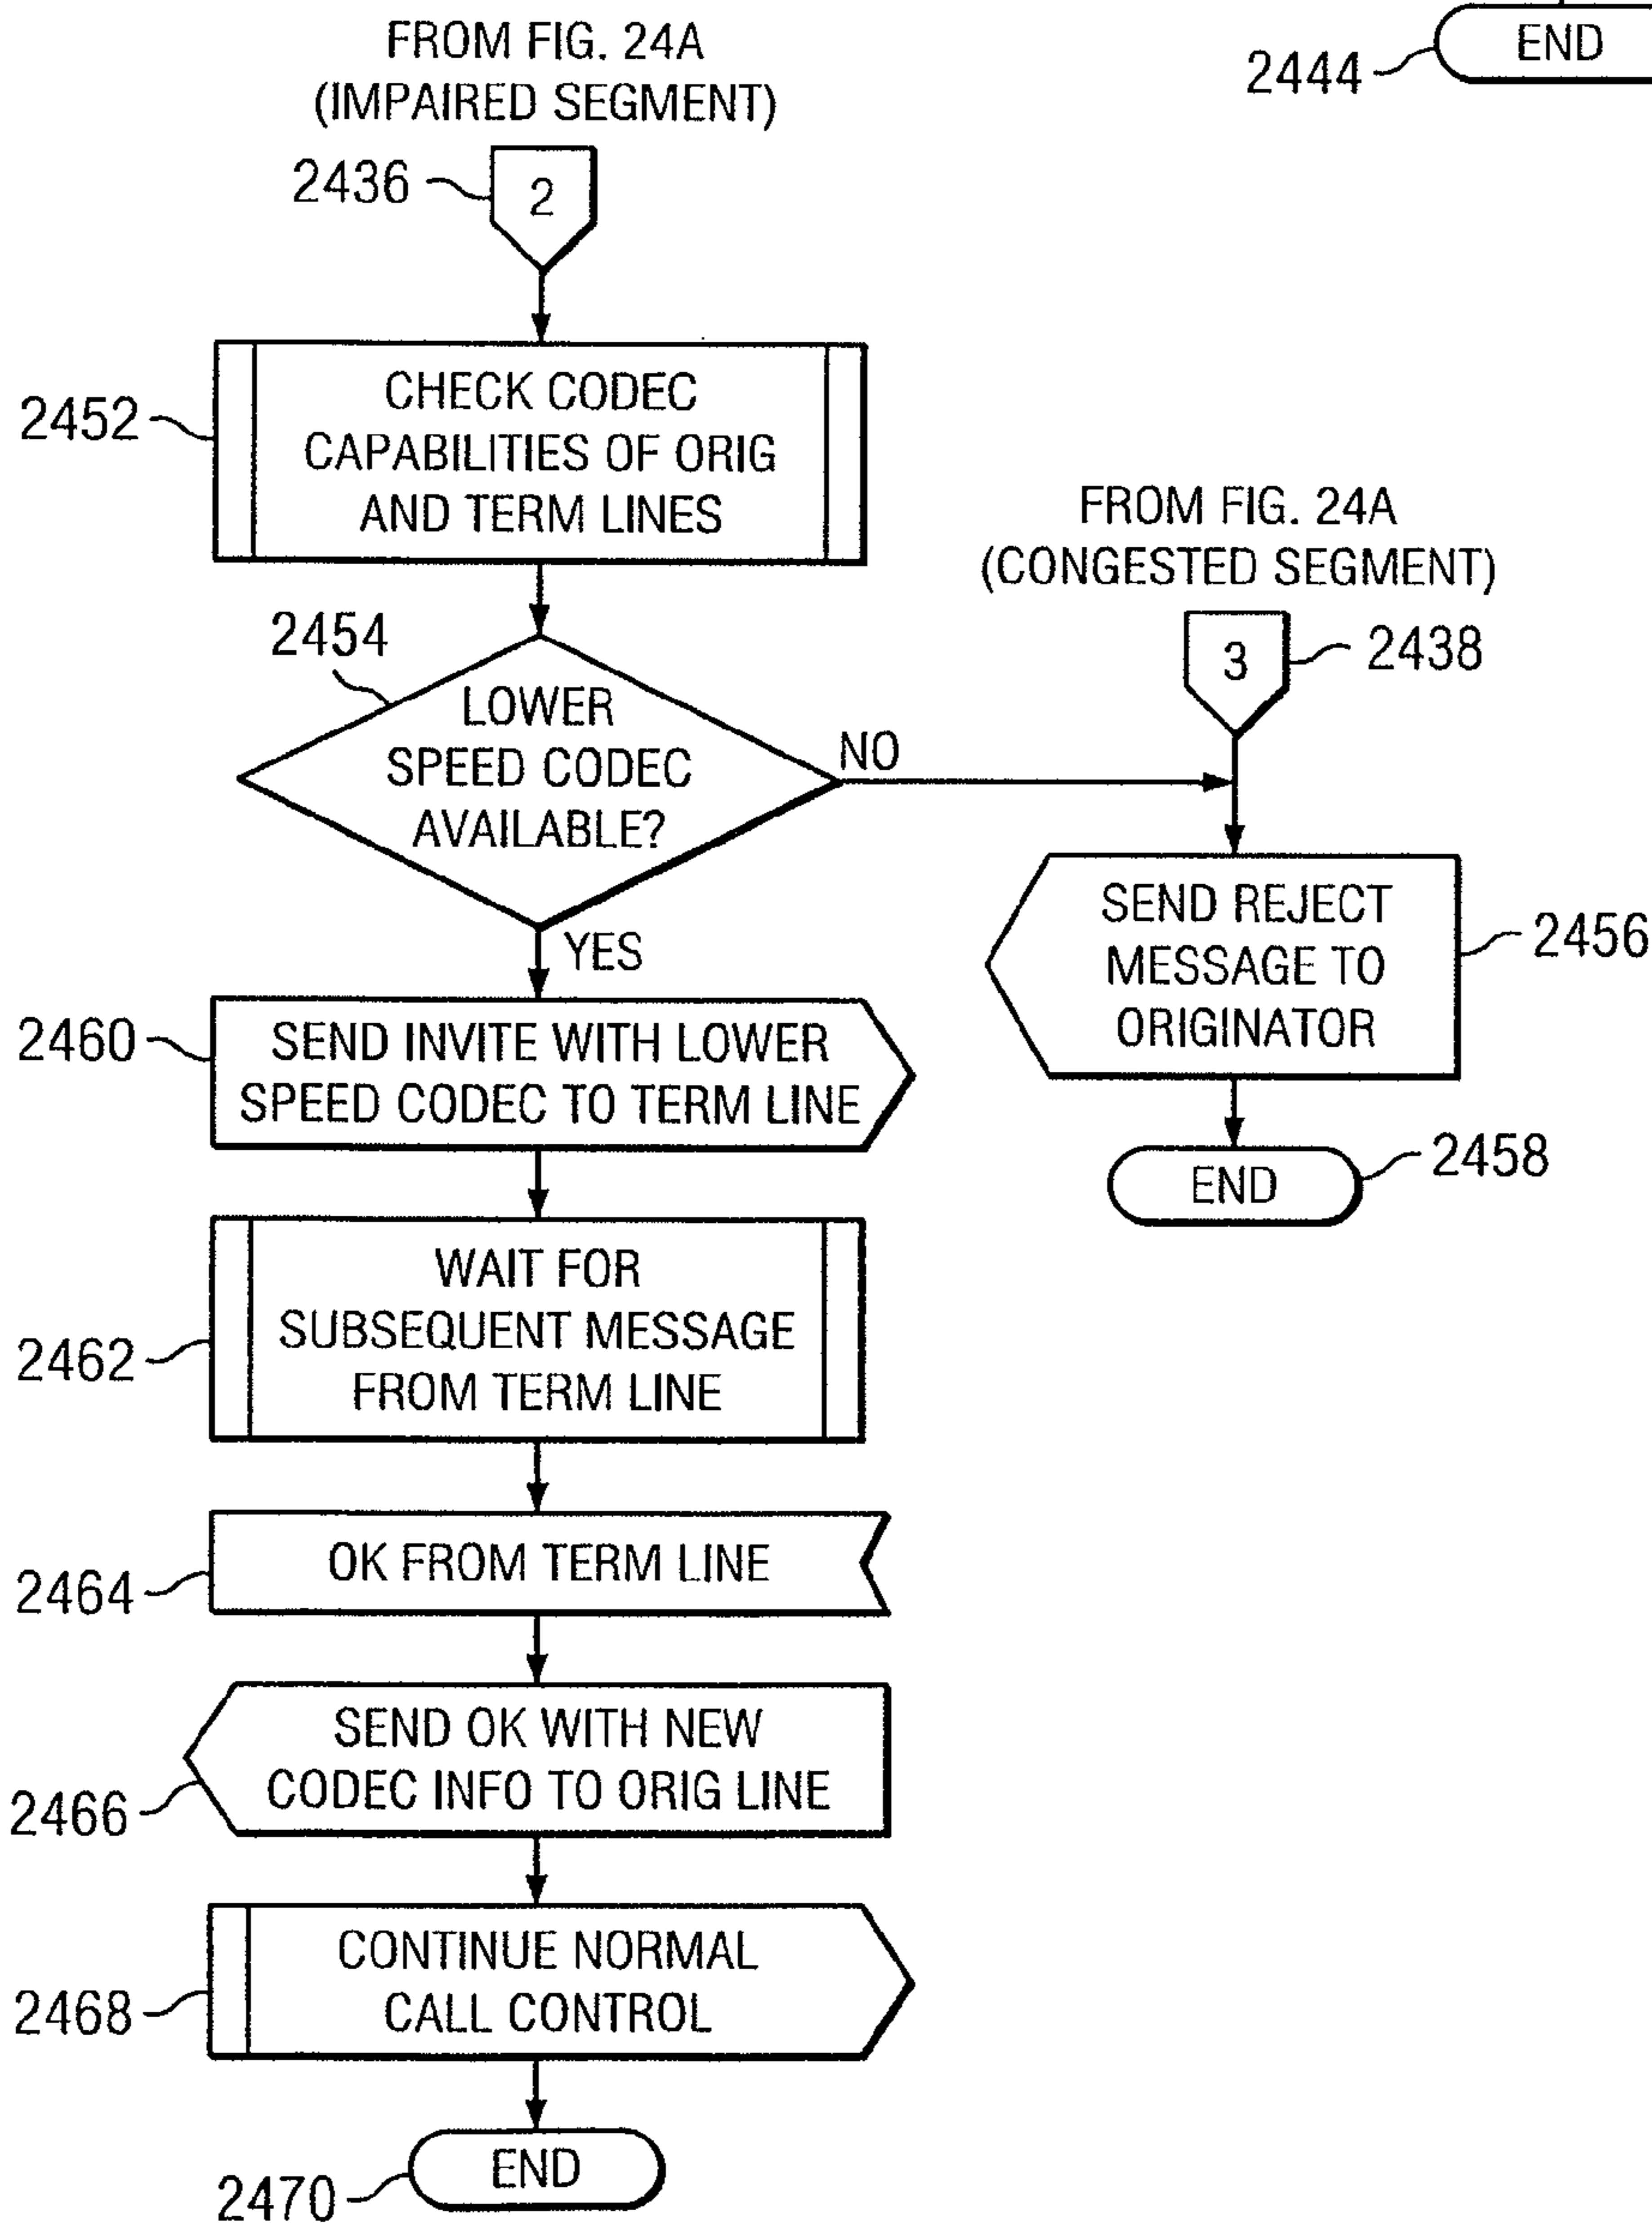 END
2444
FROM FIG. 24A
(IMPAIRED SEGMENT)
2436
2
2452
CHECK CODEC
CAPABILITIES OF ORIG
AND TERM LINES
2454
LOWER
SPEED CODEC
AVAILABLE?
NO
YES
FROM FIG. 24A
(CONGESTED SEGMENT)
3
2438
SEND REJECT
MESSAGE TO
ORIGINATOR
2456
END
2458
2460
SEND INVITE WITH LOWER
SPEED CODEC TO TERM LINE
2462
WAIT FOR
SUBSEQUENT MESSAGE
FROM TERM LINE
2464
OK FROM TERM LINE
2466
SEND OK WITH NEW
CODEC INFO TO ORIG LINE
2468
CONTINUE NORMAL
CALL CONTROL
END
2470